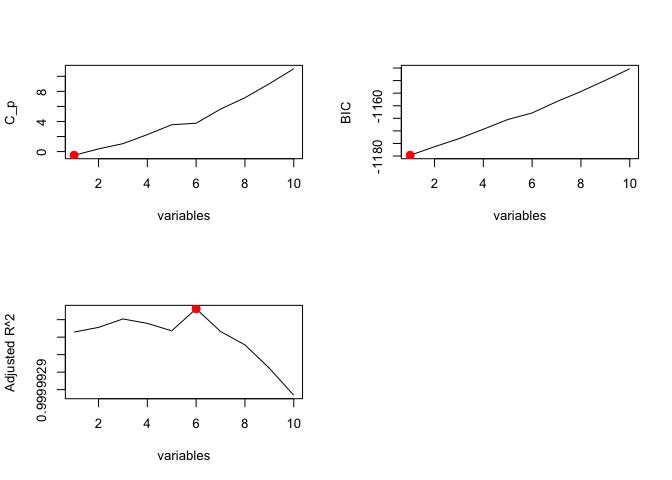 C_p
0 4 8
2 4 6 8 10
variables
BIC
-1180 -1160
2 4 6 8 10
variables
Adjusted R^2
0.9999929
2 4 6 8 10
variables